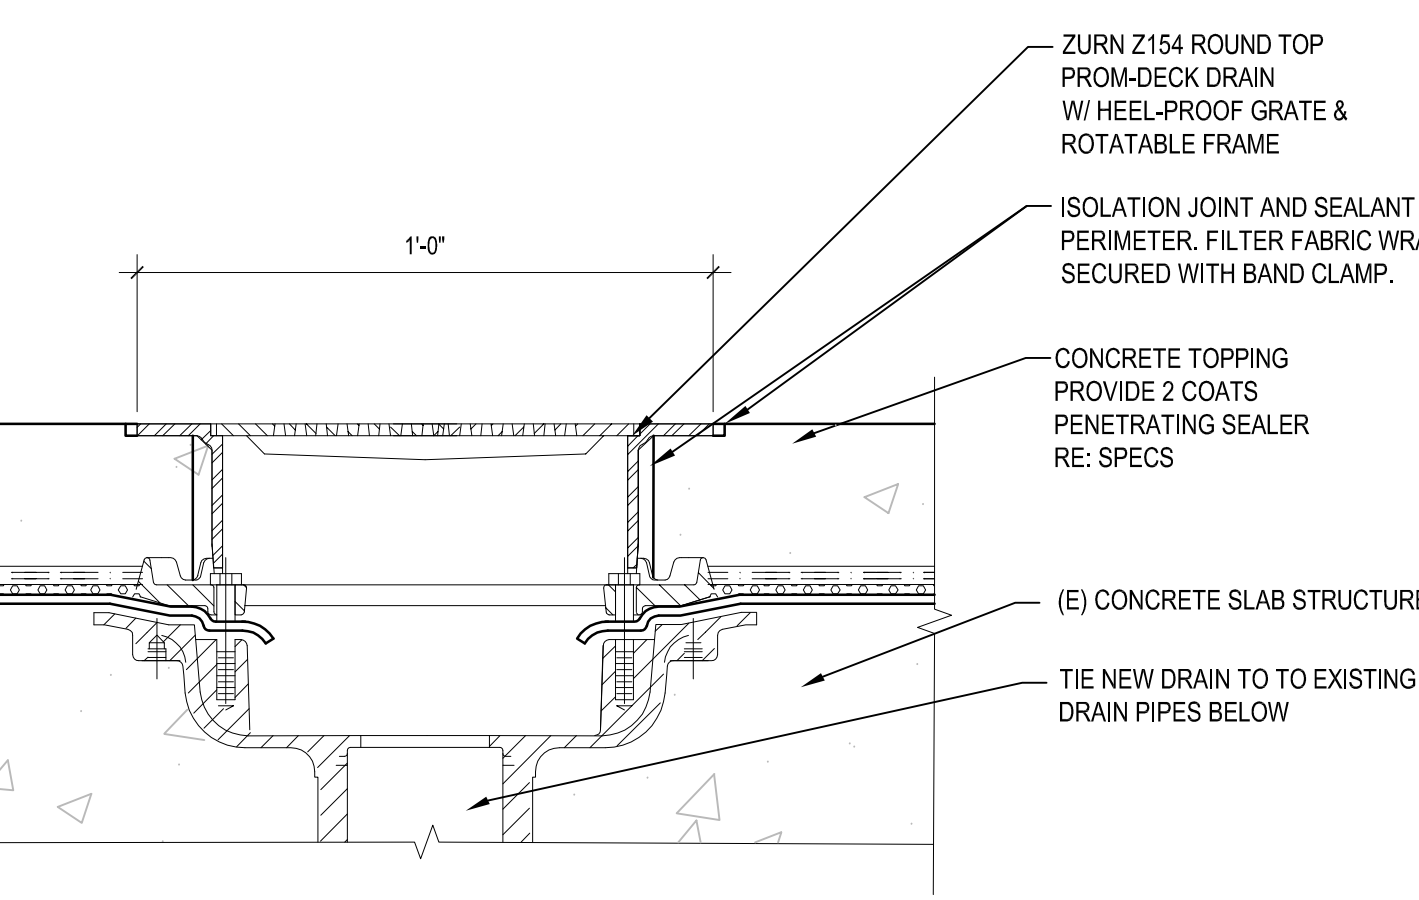 ZURN Z154 ROUND TOP
PROM-DECK DRAIN
W/ HEEL-PROOF GRATE &
ROTATABLE FRAME
ISOLATION JOINT AND SEALANT
PERIMETER. FILTER FABRIC
SECURED WITH BAND CLAMP.
1'-0"
CONCRETE TOPPING
PROVIDE 2 COATS
PENETRATING SEALER
RE: SPECS
(E) CONCRETE SLAB STRUCTURE
TIE NEW DRAIN TO TO EXISTING
DRAIN PIPES BELOW